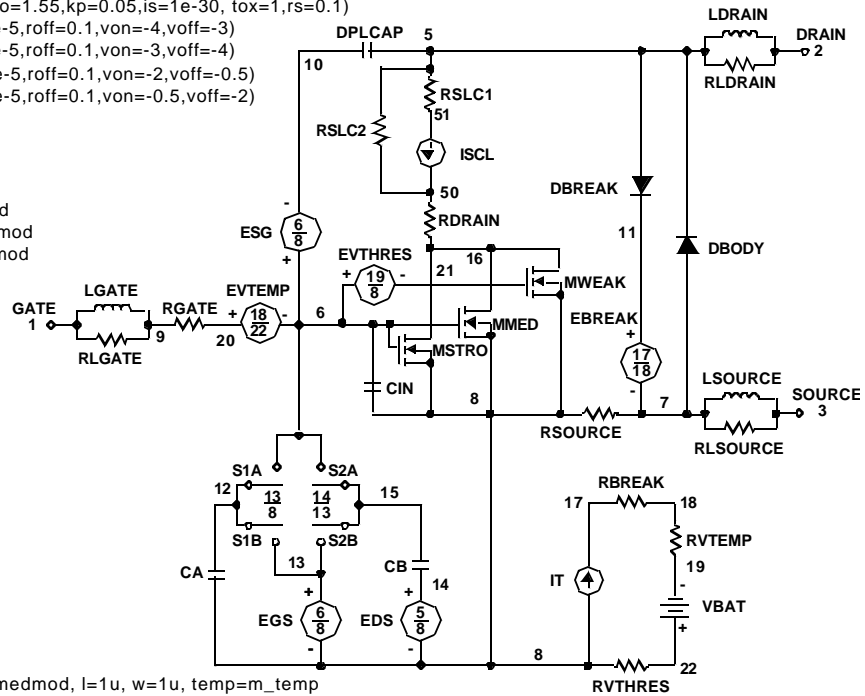 o=1.55,kp=0.05,is=1e-30, tox=1,rs=0.1)
e-5,roff=0.1,von=-4,voff=-3)
e-5,roff=0.1,von=-3,voff=-4)
e-5,roff=0.1,von=-2,voff=-0.5)
e-5,roff=0.1,von=-0.5,voff=-2)
d
mod
mod
LDRAIN
DPLCAP 5 DRAIN
10 2
RLDRAIN
RSLC1
51
RSLC2
ISCL
50
DBREAK
RDRAIN
ESG 6
8
+
-
11
DBODY
EVTHRES 16
21
+ 19 -
8
MWEAK
LGATE EVTEMP
GATE RGATE + 18 - 6
1 22
9 20
RLGATE
MMED
EBREAK
+
17
18
-
MSTRO
CIN
LSOURCE
8 7 SOURCE
3
RSOURCE
RLSOURCE
S1A S2A
12 13 14 15
8 13
S1B S2B
13
CA CB
14
+ +
EGS 6 EDS 5
8 8
- -
RBREAK
17 18
RVTEMP
19
IT -
VBAT
+
8 22
RVTHRES
medmod, l=1u, w=1u, temp=m_temp